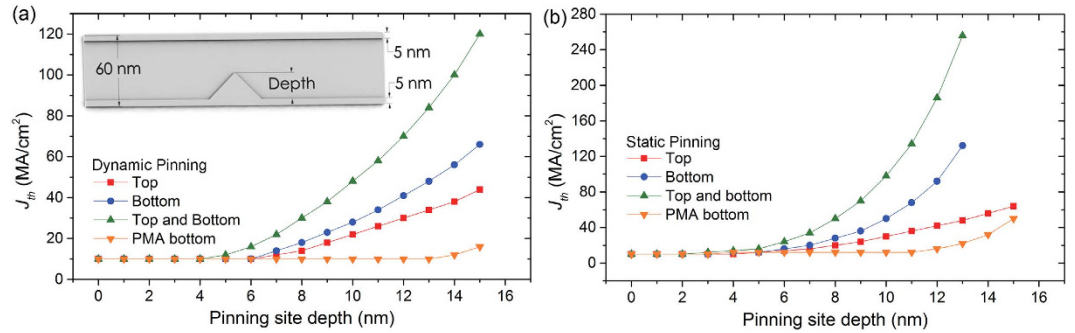 (a)
120
100
80
60
40
20
0
J_th (MA/cm²)
60 nm
5 nm
5 nm
Depth
Dynamic Pinning
Top
Bottom
Top and Bottom
PMA bottom
0 2 4 6 8 10 12 14 16
Pinning site depth (nm)
(b)
280
240
200
160
120
80
40
0
J_th (MA/cm²)
Static Pinning
Top
Bottom
Top and bottom
PMA bottom
0 2 4 6 8 10 12 14 16
Pinning site depth (nm)